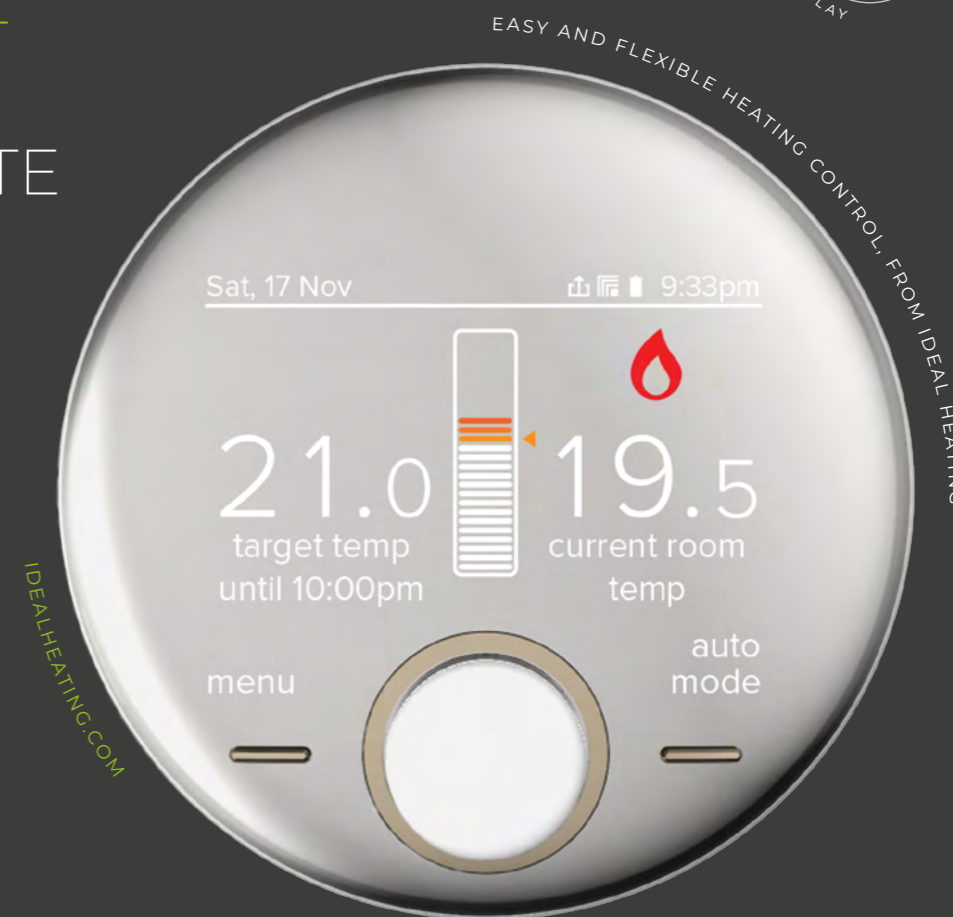 LAY
EASY AND FLEXIBLE HEATING CONTROL, FROM IDEAL HEATING
TE
Sat, 17 Nov 9:33pm
21.0 19.5
target temp current room
until 10:00pm temp
auto
menu mode
IDEALHEATING.COM